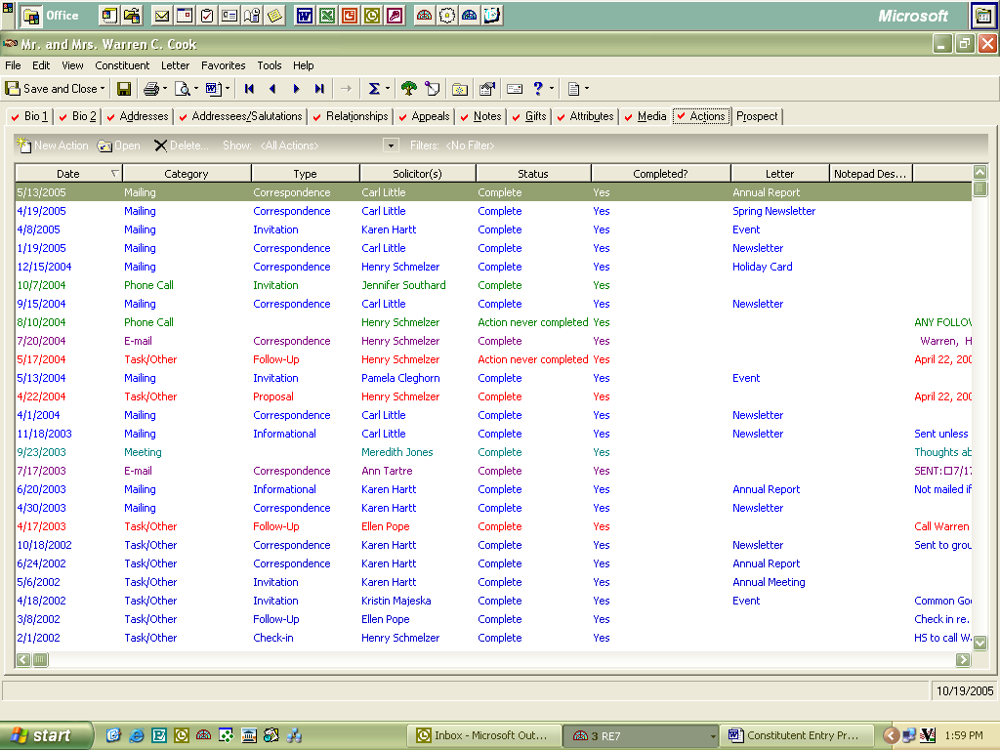 Office Microsoft
Mr. and Mrs. Warren C. Cook
File Edit View Constituent Letter Favorites Tools Help
Save and Close
Bio 1 Bio 2 Addresses Addressees/Salutations Relationships Appeals Notes Gifts Attributes Media Actions Prospect
New Action Open Delete... Show: <All Actions> Filters: <No Filter>
Date Category Type Solicitor(s) Status Completed? Letter Notepad Des...
5/13/2005 Mailing Correspondence Carl Little Complete Yes Annual Report
4/19/2005 Mailing Correspondence Carl Little Complete Yes Spring Newsletter
4/8/2005 Mailing Invitation Karen Hartt Complete Yes Event
1/19/2005 Mailing Correspondence Carl Little Complete Yes Newsletter
12/15/2004 Mailing Correspondence Henry Schmelzer Complete Yes Holiday Card
10/7/2004 Phone Call Invitation Jennifer Southard Complete Yes
9/15/2004 Mailing Correspondence Carl Little Complete Yes Newsletter
8/10/2004 Phone Call Henry Schmelzer Action never completed Yes ANY FOLLOW
7/20/2004 E-mail Correspondence Henry Schmelzer Complete Yes Warren, H
5/17/2004 Task/Other Follow-Up Henry Schmelzer Action never completed Yes April 22, 200
5/13/2004 Mailing Invitation Pamela Cleghorn Complete Yes Event
4/22/2004 Task/Other Proposal Henry Schmelzer Complete Yes April 22, 200
4/1/2004 Mailing Correspondence Carl Little Complete Yes Newsletter
11/18/2003 Mailing Informational Carl Little Complete Yes Newsletter Sent unless
9/23/2003 Meeting Meredith Jones Complete Yes Thoughts ab
7/17/2003 E-mail Correspondence Ann Tartre Complete Yes SENT:□7/17
6/20/2003 Mailing Informational Karen Hartt Complete Yes Annual Report Not mailed if
4/30/2003 Mailing Correspondence Karen Hartt Complete Yes Newsletter
4/17/2003 Task/Other Follow-Up Ellen Pope Complete Yes Call Warren
10/18/2002 Task/Other Correspondence Karen Hartt Complete Yes Newsletter Sent to grou
6/24/2002 Task/Other Correspondence Karen Hartt Complete Yes Annual Report
5/6/2002 Task/Other Invitation Karen Hartt Complete Yes Annual Meeting
4/18/2002 Task/Other Invitation Kristin Majeska Complete Yes Event Common Goo
3/8/2002 Task/Other Follow-Up Ellen Pope Complete Yes Check in re.
2/1/2002 Task/Other Check-in Henry Schmelzer Complete Yes HS to call W
10/19/2005
start Inbox - Microsoft Out... 3 RE7 Constitutent Entry Pr... 1:59 PM